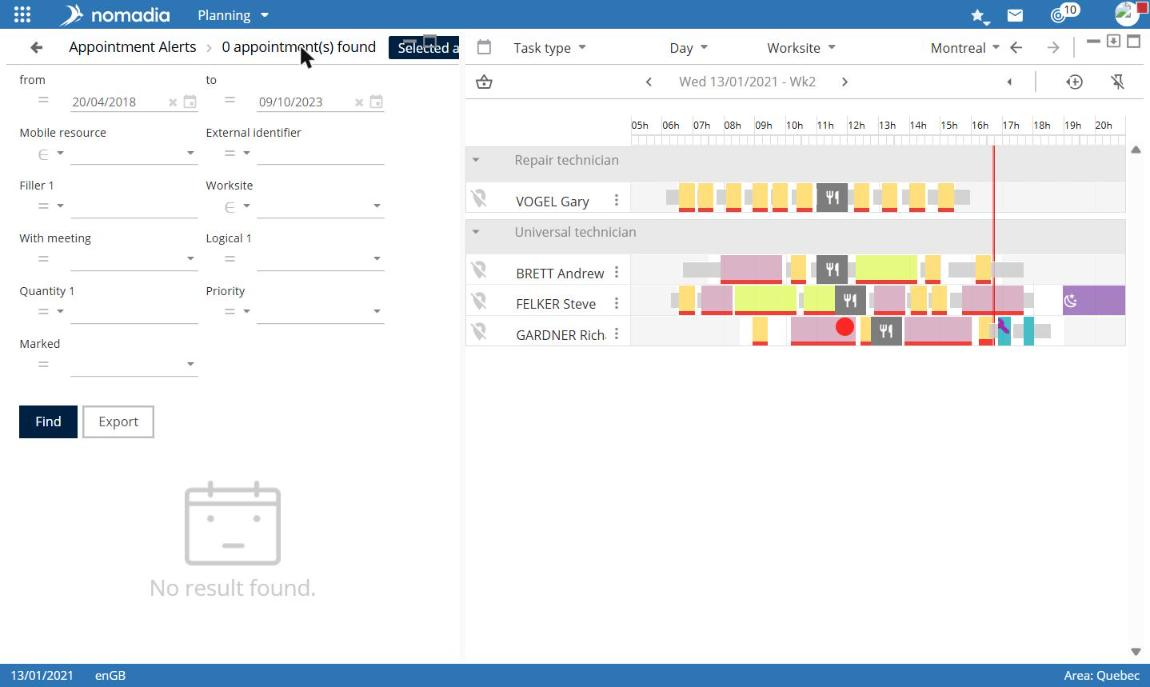 nomadia
Planning
10
Appointment Alerts > 0 appointment(s) found
Selected a
from
to
20/04/2018
09/10/2023
Mobile resource
External identifier
Filler 1
Worksite
With meeting
Logical 1
Quantity 1
Priority
Marked
Find
Export
No result found.
Task type
Day
Worksite
Montreal
Wed 13/01/2021 - Wk2
05h 06h 07h 08h 09h 10h 11h 12h 13h 14h 15h 16h 17h 18h 19h 20h
Repair technician
VOGEL Gary
Universal technician
BRETT Andrew
FELKER Steve
GARDNER Rich
13/01/2021
enGB
Area: Quebec